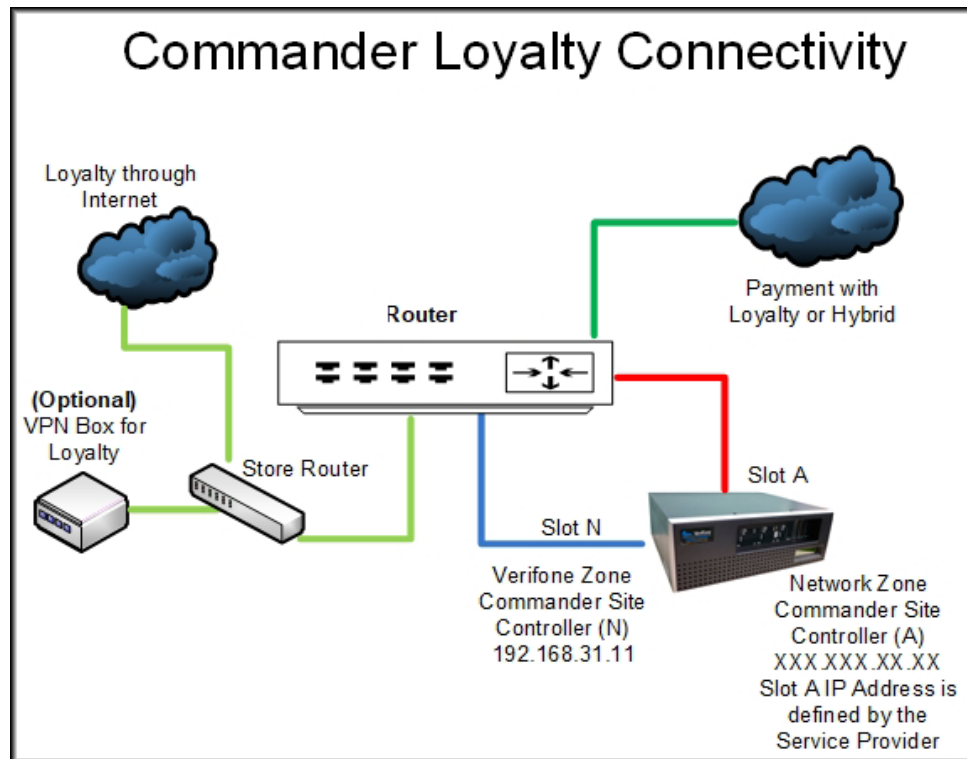 Commander Loyalty Connectivity
Loyalty through
Internet
Payment with
Loyalty or Hybrid
Router
(Optional)
VPN Box for
Loyalty
Store Router
Slot A
Slot N
Verifone Zone
Commander Site
Controller (N)
192.168.31.11
Network Zone
Commander Site
Controller (A)
XXX.XXX.XX.XX
Slot A IP Address is
defined by the
Service Provider